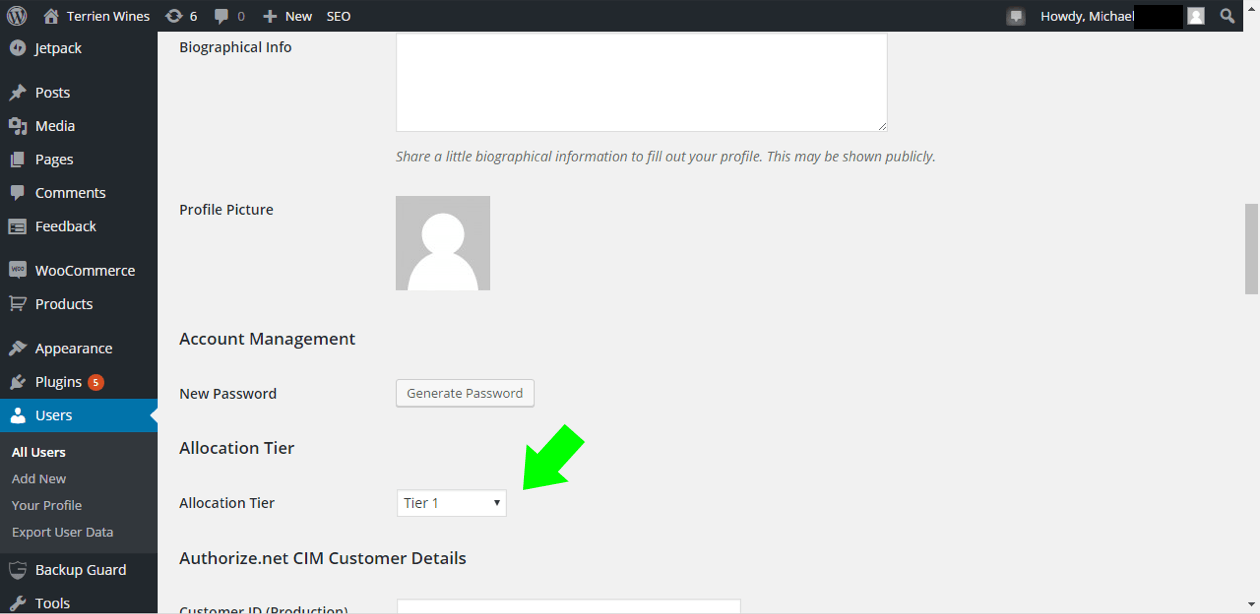 Terrien Wines 6 0 New SEO Howdy, Michael
Jetpack
Posts
Media
Pages
Comments
Feedback
WooCommerce
Products
Appearance
Plugins 5
Users
All Users
Add New
Your Profile
Export User Data
Backup Guard
Tools
Biographical Info
Share a little biographical information to fill out your profile. This may be shown publicly.
Profile Picture
Account Management
New Password Generate Password
Allocation Tier
Allocation Tier Tier 1
Authorize.net CIM Customer Details
Customer ID (Production)